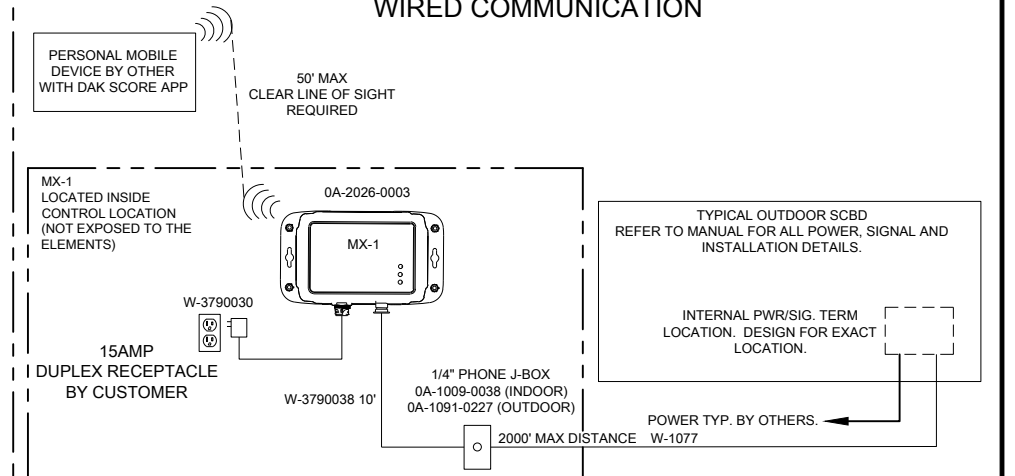 WIRED COMMUNICATION
PERSONAL MOBILE
DEVICE BY OTHER
WITH DAK SCORE APP
50' MAX
CLEAR LINE OF SIGHT
REQUIRED
MX-1
LOCATED INSIDE
CONTROL LOCATION
(NOT EXPOSED TO THE
ELEMENTS)
0A-2026-0003
MX-1
W-3790030
15AMP
DUPLEX RECEPTACLE
BY CUSTOMER
W-3790038 10'
1/4" PHONE J-BOX
0A-1009-0038 (INDOOR)
0A-1091-0227 (OUTDOOR)
TYPICAL OUTDOOR SCBD
REFER TO MANUAL FOR ALL POWER, SIGNAL AND
INSTALLATION DETAILS.
INTERNAL PWR/SIG. TERM
LOCATION. DESIGN FOR EXACT
LOCATION.
POWER TYP. BY OTHERS.
2000' MAX DISTANCE W-1077